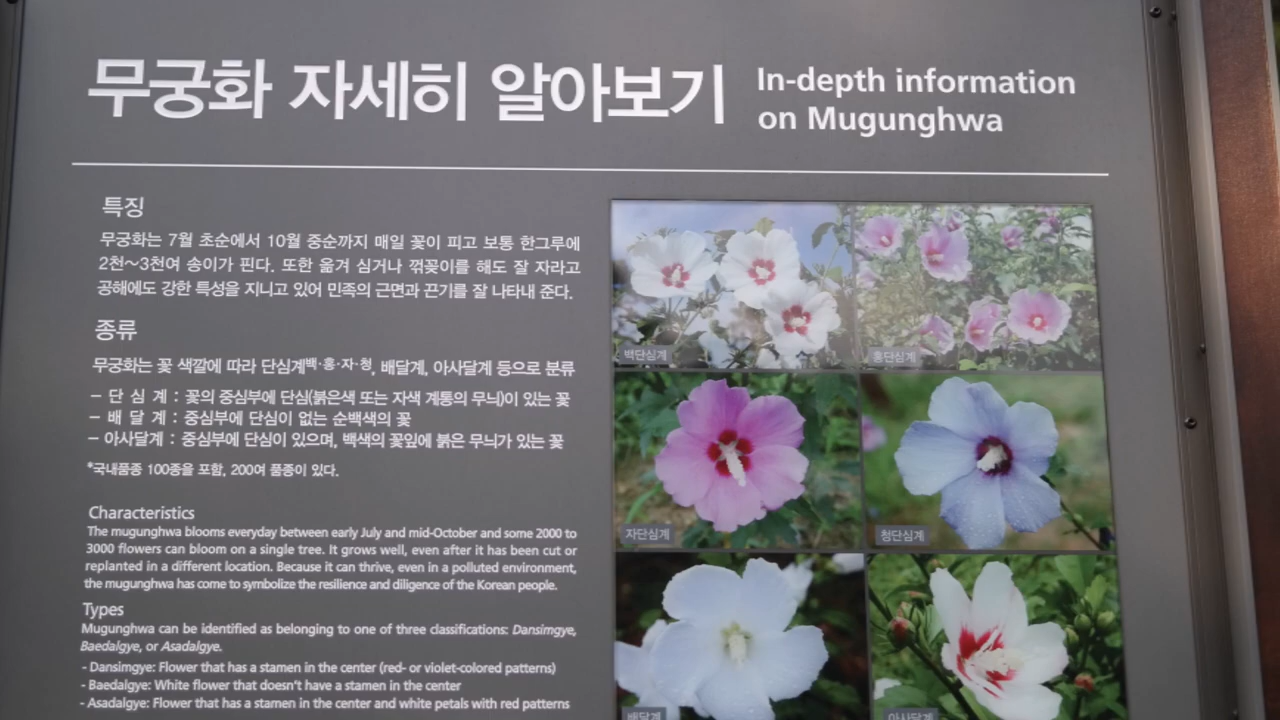 무궁화 자세히 알아보기
In-depth information
on Mugunghwa
특징
무궁화는 7월 초순에서 10월 중순까지 매일 꽃이 피고 보통 한그루에
2천~3천여 송이가 핀다. 또한 옮겨 심거나 꺾꽂이를 해도 잘 자라고
공해에도 강한 특성을 지니고 있어 민족의 근면과 끈기를 잘 나타내 준다.
종류
무궁화는 꽃 색깔에 따라 단심계백·홍·자·청, 배달계, 아사달계 등으로 분류
– 단 심 계 : 꽃의 중심부에 단심(붉은색 또는 자색 계통의 무늬)이 있는 꽃
– 배 달 계 : 중심부에 단심이 없는 순백색의 꽃
– 아사달계 : 중심부에 단심이 있으며, 백색의 꽃잎에 붉은 무늬가 있는 꽃
*국내품종 100종을 포함, 200여 품종이 있다.
Characteristics
The mugunghwa blooms everyday between early July and mid-October and some 2000 to
3000 flowers can bloom on a single tree. It grows well, even after it has been cut or
replanted in a different location. Because it can thrive, even in a polluted environment,
the mugunghwa has come to symbolize the resilience and diligence of the Korean people.
Types
Mugunghwa can be identified as belonging to one of three classifications: Dansimgye,
Baedalgye, or Asadalgye.
- Dansimgye: Flower that has a stamen in the center (red- or violet-colored patterns)
- Baedalgye: White flower that doesn't have a stamen in the center
- Asadalgye: Flower that has a stamen in the center and white petals with red patterns
백단심계
홍단심계
자단심계
청단심계
배달계
아사달계